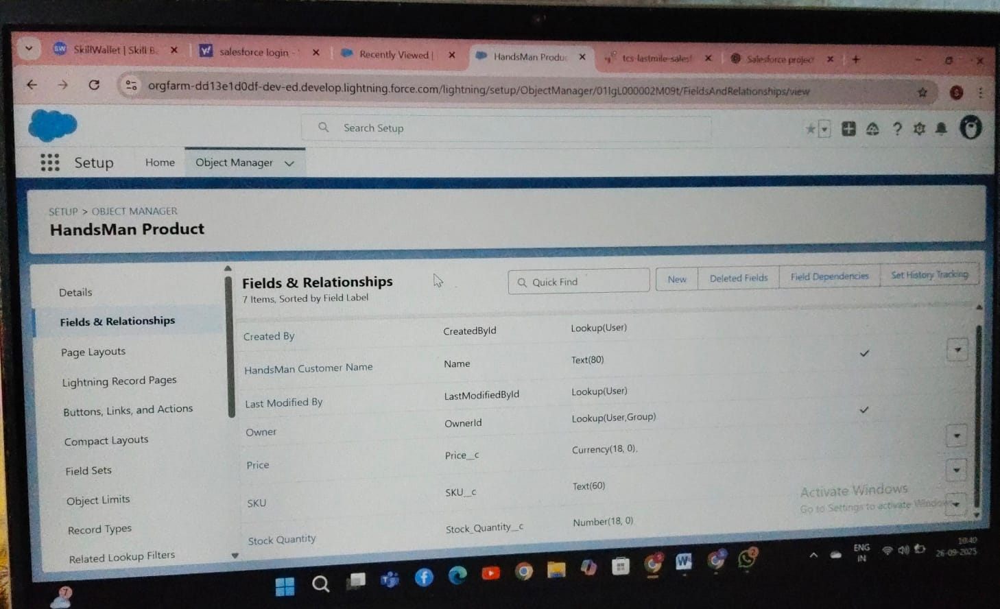 SkillWallet | Skill B
salesforce login -
Recently Viewed |
HandsMan Produc
tcs-lastmile-salesf
Salesforce project
orgfarm-dd13e1d0df-dev-ed.develop.lightning.force.com/lightning/setup/ObjectManager/01IgL000002M09t/FieldsAndRelationships/view
Search Setup
Setup Home Object Manager
SETUP > OBJECT MANAGER
HandsMan Product
Details
Fields & Relationships
Page Layouts
Lightning Record Pages
Buttons, Links, and Actions
Compact Layouts
Field Sets
Object Limits
Record Types
Related Lookup Filters
Fields & Relationships
7 Items, Sorted by Field Label
Quick Find
New
Deleted Fields
Field Dependencies
Set History Tracking
Created By CreatedById Lookup(User)
HandsMan Customer Name Name Text(80)
Last Modified By LastModifiedById Lookup(User)
Owner OwnerId Lookup(User,Group)
Price Price__c Currency(18, 0)
SKU SKU__c Text(60)
Stock Quantity Stock_Quantity__c Number(18, 0)
Activate Windows
Go to Settings to activate Windows
ENG
IN
10:40
26-09-2025